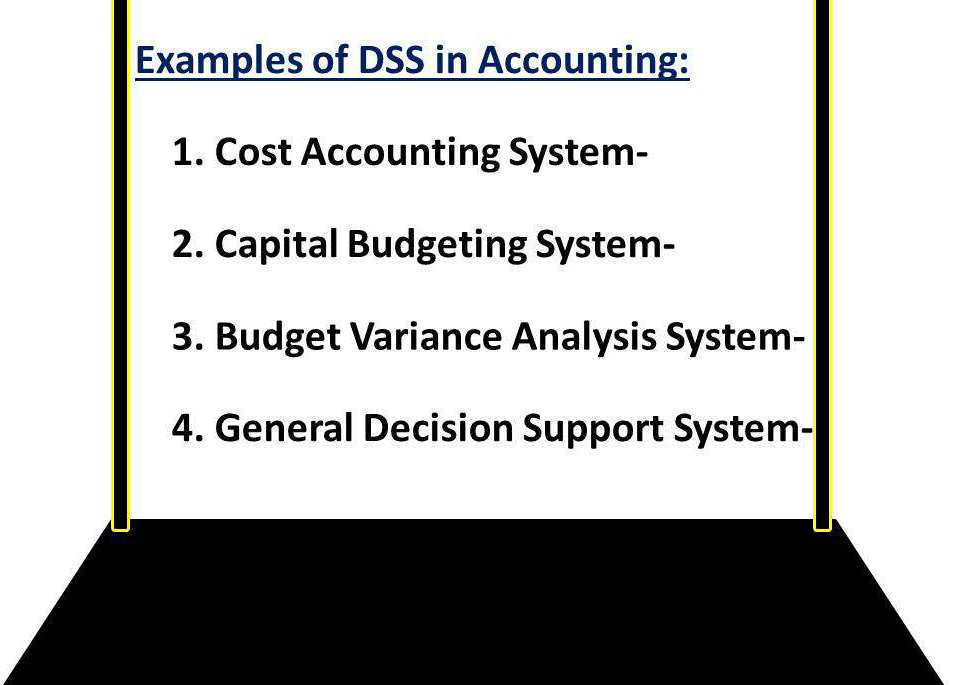 Examples of DSS in Accounting:
1. Cost Accounting System-
2. Capital Budgeting System-
3. Budget Variance Analysis System-
4. General Decision Support System-